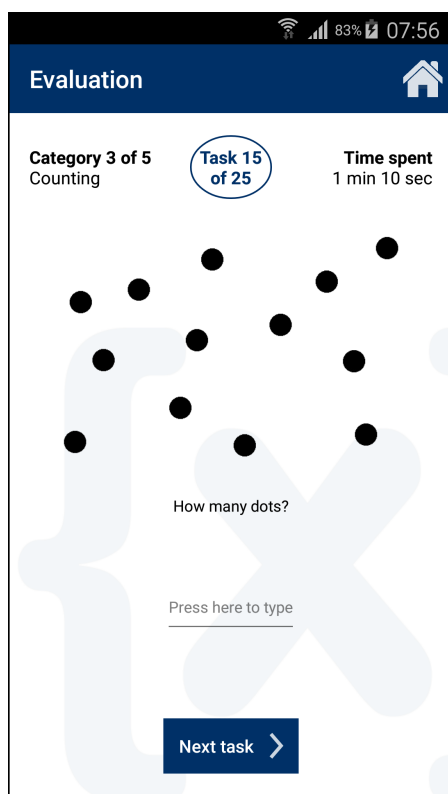 83% 07:56
Evaluation
Category 3 of 5
Counting
Task 15
of 25
Time spent
1 min 10 sec
How many dots?
Press here to type
Next task